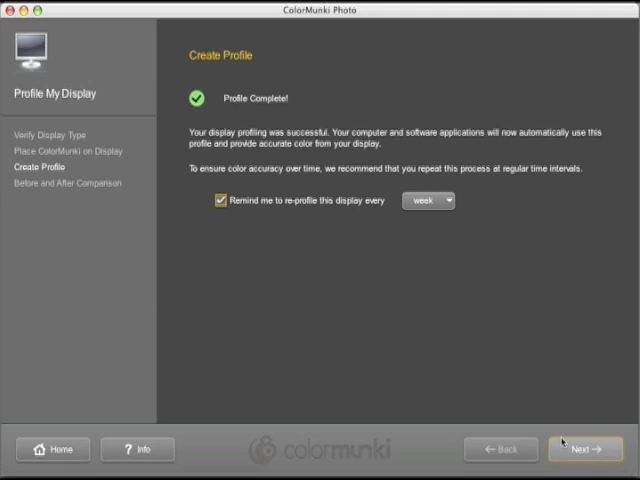 ColorMunki Photo
Profile My Display
Verify Display Type
Place ColorMunki on Display
Create Profile
Before and After Comparison
Create Profile
Profile Complete!
Your display profiling was successful. Your computer and software applications will now automatically use this
profile and provide accurate color from your display.
To ensure color accuracy over time, we recommend that you repeat this process at regular time intervals.
Remind me to re-profile this display every week
Home
? Info
colormunki
Back
Next